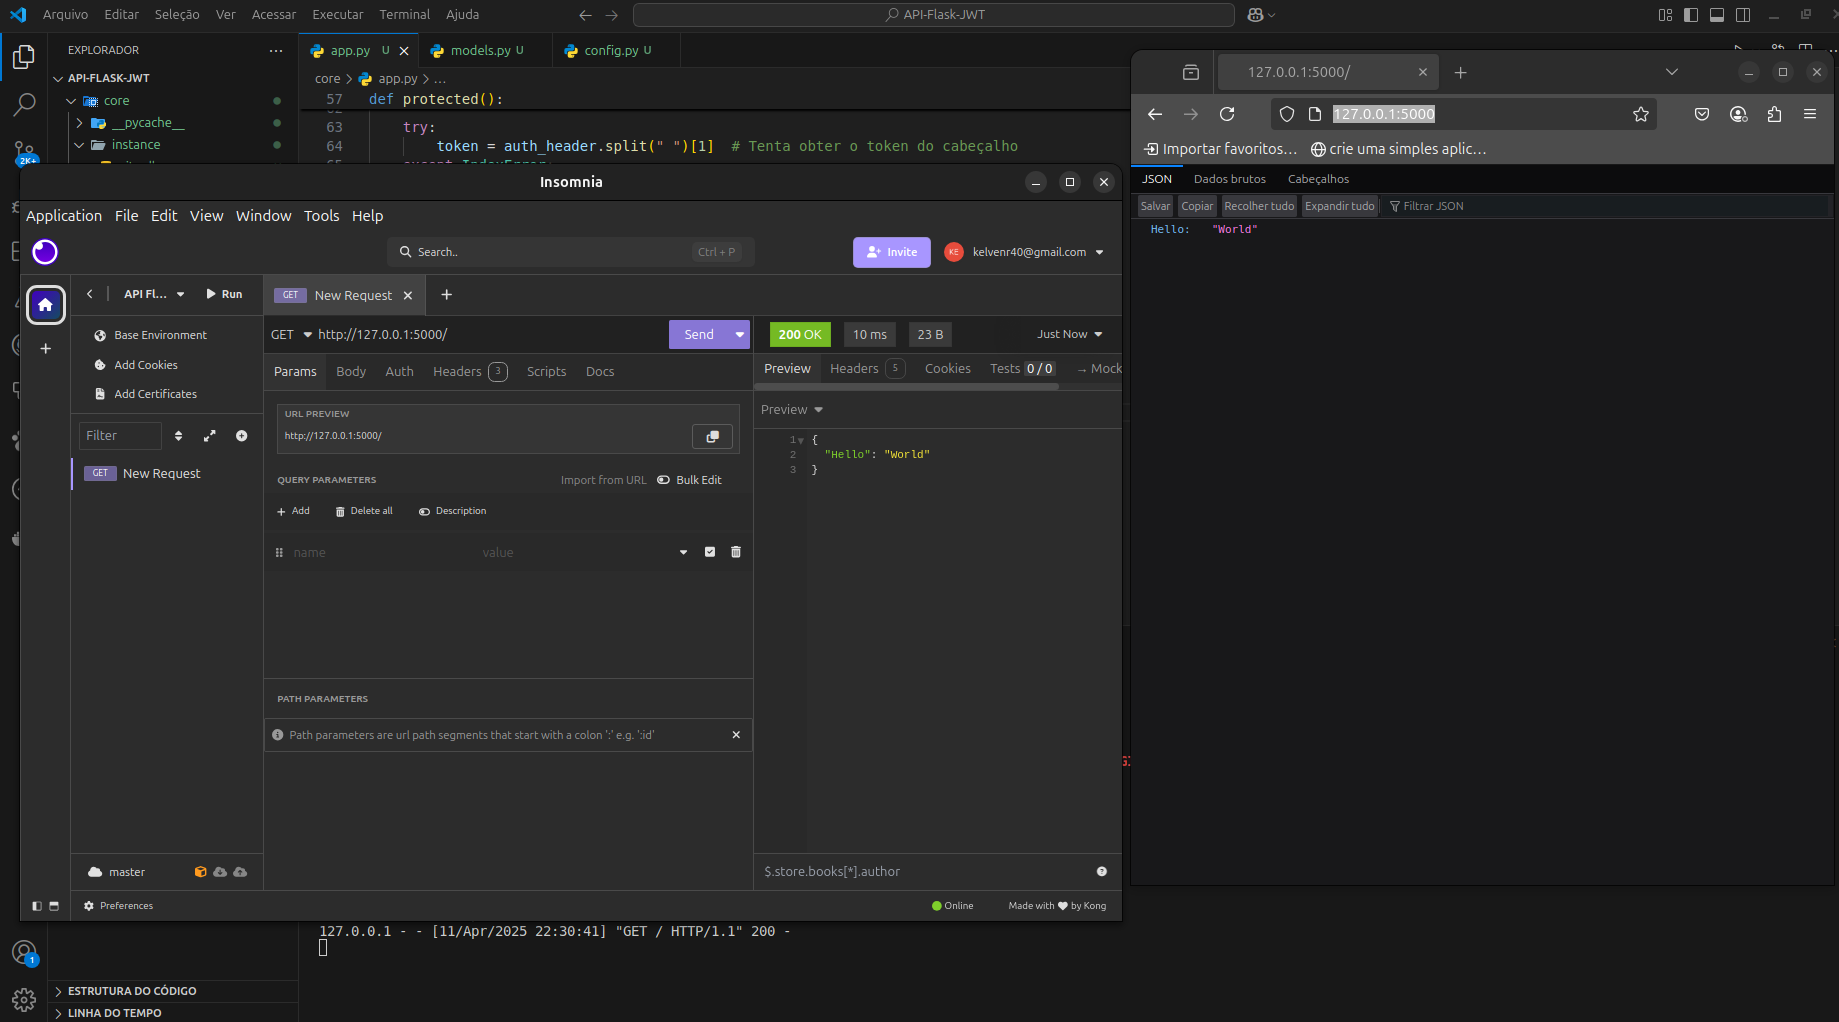 Arquivo Editar Seleção Ver Acessar Executar Terminal Ajuda
API-Flask-JWT
EXPLORADOR
app.py U
models.py U
config.py U
API-FLASK-JWT
core > app.py > ...
core
57 def protected():
__pycache__
63 try:
instance
64 token = auth_header.split(" ")[1] # Tenta obter o token do cabeçalho
2K+
127.0.0.1:5000/
127.0.0.1:5000
Importar favoritos...
crie uma simples aplic...
JSON Dados brutos Cabeçalhos
Salvar Copiar Recolher tudo Expandir tudo Filtrar JSON
Hello: "World"
Insomnia
Application File Edit View Window Tools Help
Search.. Ctrl + P
Invite
KE kelvenr40@gmail.com
API Fl... Run
GET New Request
Base Environment
Add Cookies
Add Certificates
Filter
GET New Request
GET http://127.0.0.1:5000/ Send
200 OK 10 ms 23 B Just Now
Params Body Auth Headers 3 Scripts Docs
Preview Headers 5 Cookies Tests 0 / 0 → Mock
URL PREVIEW
http://127.0.0.1:5000/
QUERY PARAMETERS Import from URL Bulk Edit
Add Delete all Description
name value
PATH PARAMETERS
Path parameters are url path segments that start with a colon ':' e.g. ':id'
Preview
1 {
2 "Hello": "World"
3 }
$.store.books[*].author
master
Preferences
Online
Made with ❤ by Kong
127.0.0.1 - - [11/Apr/2025 22:30:41] "GET / HTTP/1.1" 200 -
1
ESTRUTURA DO CÓDIGO
LINHA DO TEMPO